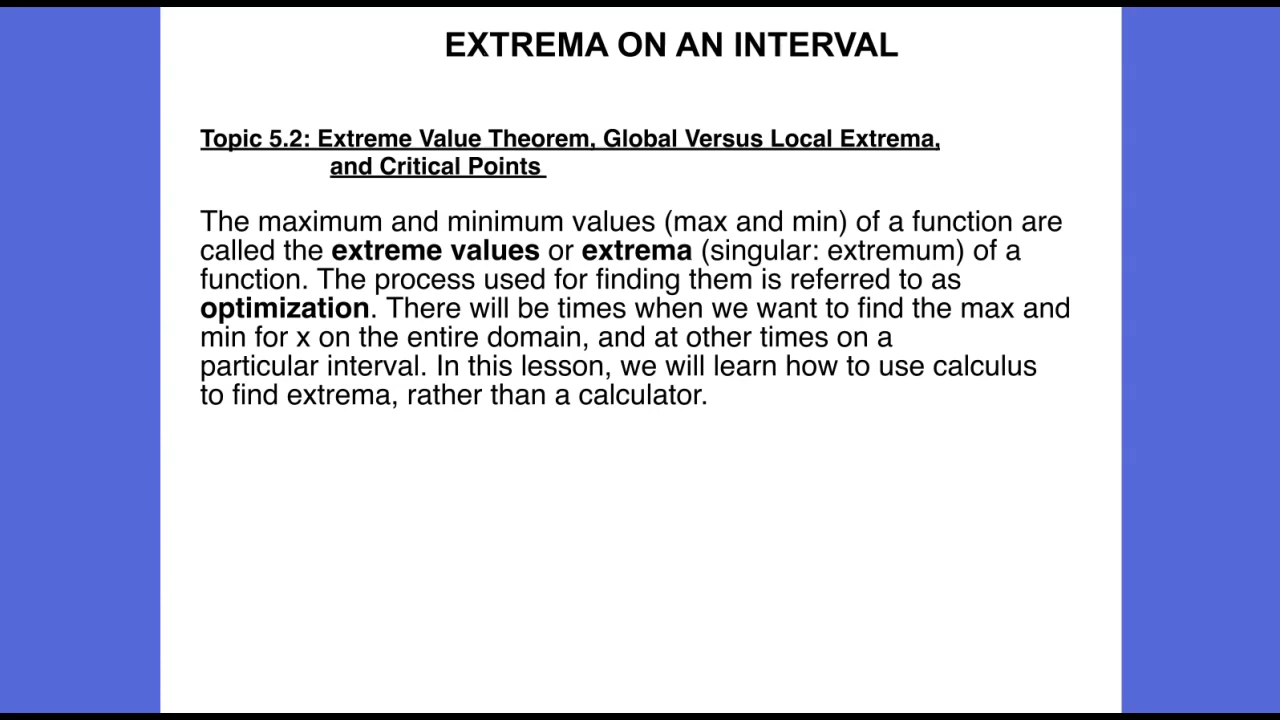 EXTREMA ON AN INTERVAL
Topic 5.2: Extreme Value Theorem, Global Versus Local Extrema,
and Critical Points
The maximum and minimum values (max and min) of a function are
called the extreme values or extrema (singular: extremum) of a
function. The process used for finding them is referred to as
optimization. There will be times when we want to find the max and
min for x on the entire domain, and at other times on a
particular interval. In this lesson, we will learn how to use calculus
to find extrema, rather than a calculator.